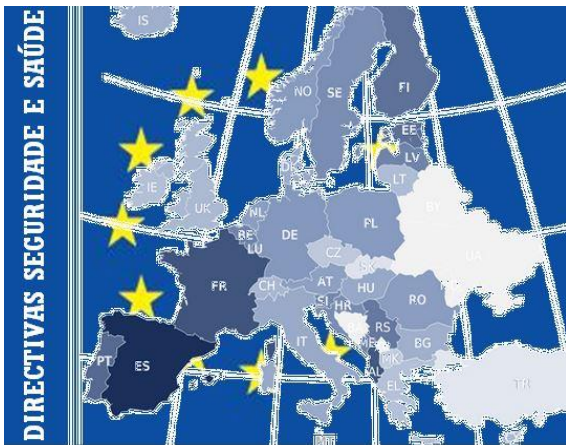 DIRECTIVAS SEGURIDADE E SAÚDE
IS
NO
SE
FI
EE
LV
LT
DK
IE
UK
NL
BE
LU
DE
PL
BY
UA
CZ
SK
FR
CH
AT
HU
SI
HR
RO
IT
BA
RS
ME
BG
MK
AL
EL
PT
ES
TR